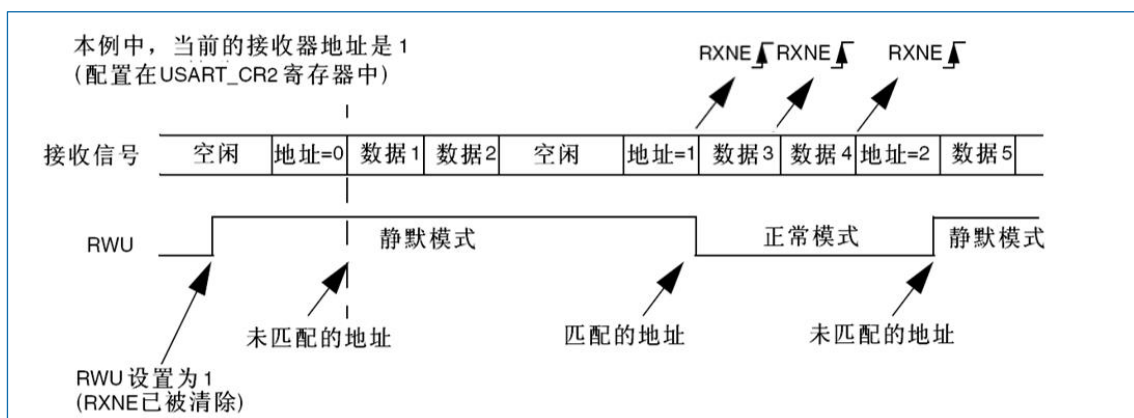 本例中，当前的接收器地址是 1
(配置在USART_CR2 寄存器中)
RXNE RXNE RXNE
接收信号 空闲 地址=0 数据1 数据2 空闲 地址=1 数据3 数据4 地址=2 数据5
RWU 静默模式 正常模式 静默模式
未匹配的地址 匹配的地址 未匹配的地址
RWU 设置为 1
(RXNE已被清除)